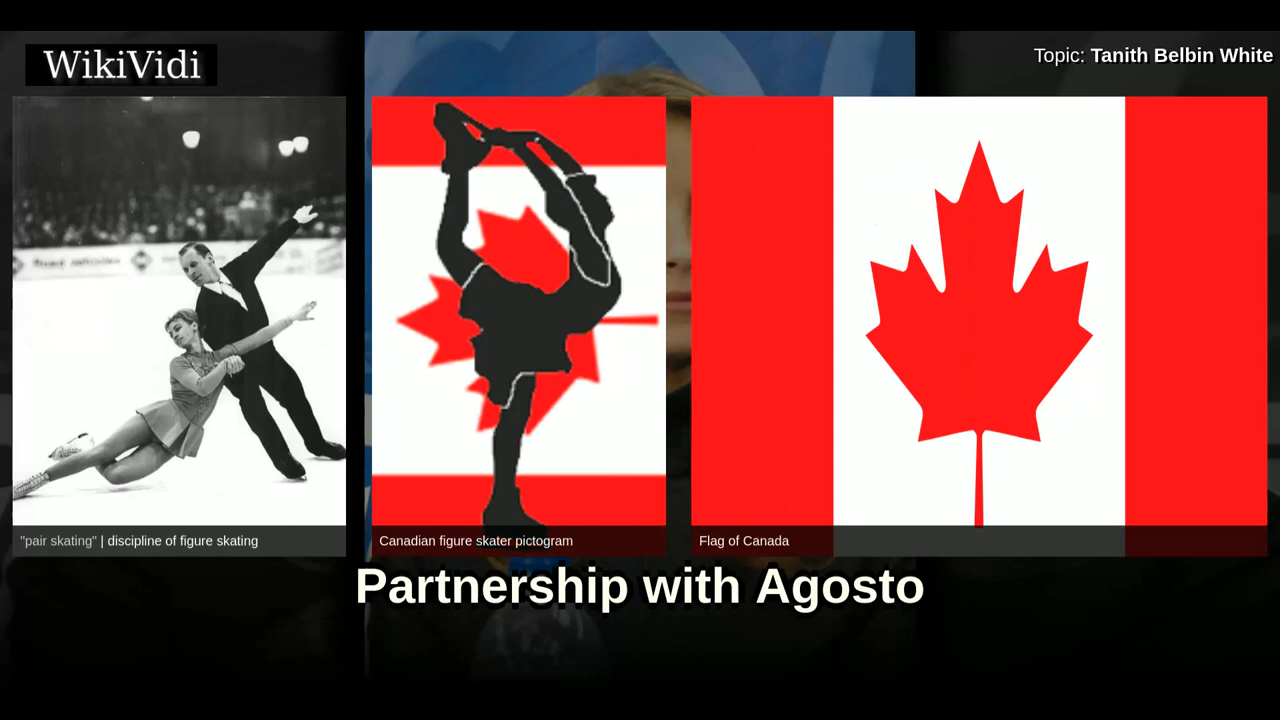 WikiVidi
Topic: Tanith Belbin White
"pair skating" | discipline of figure skating
Canadian figure skater pictogram
Flag of Canada
Partnership with Agosto